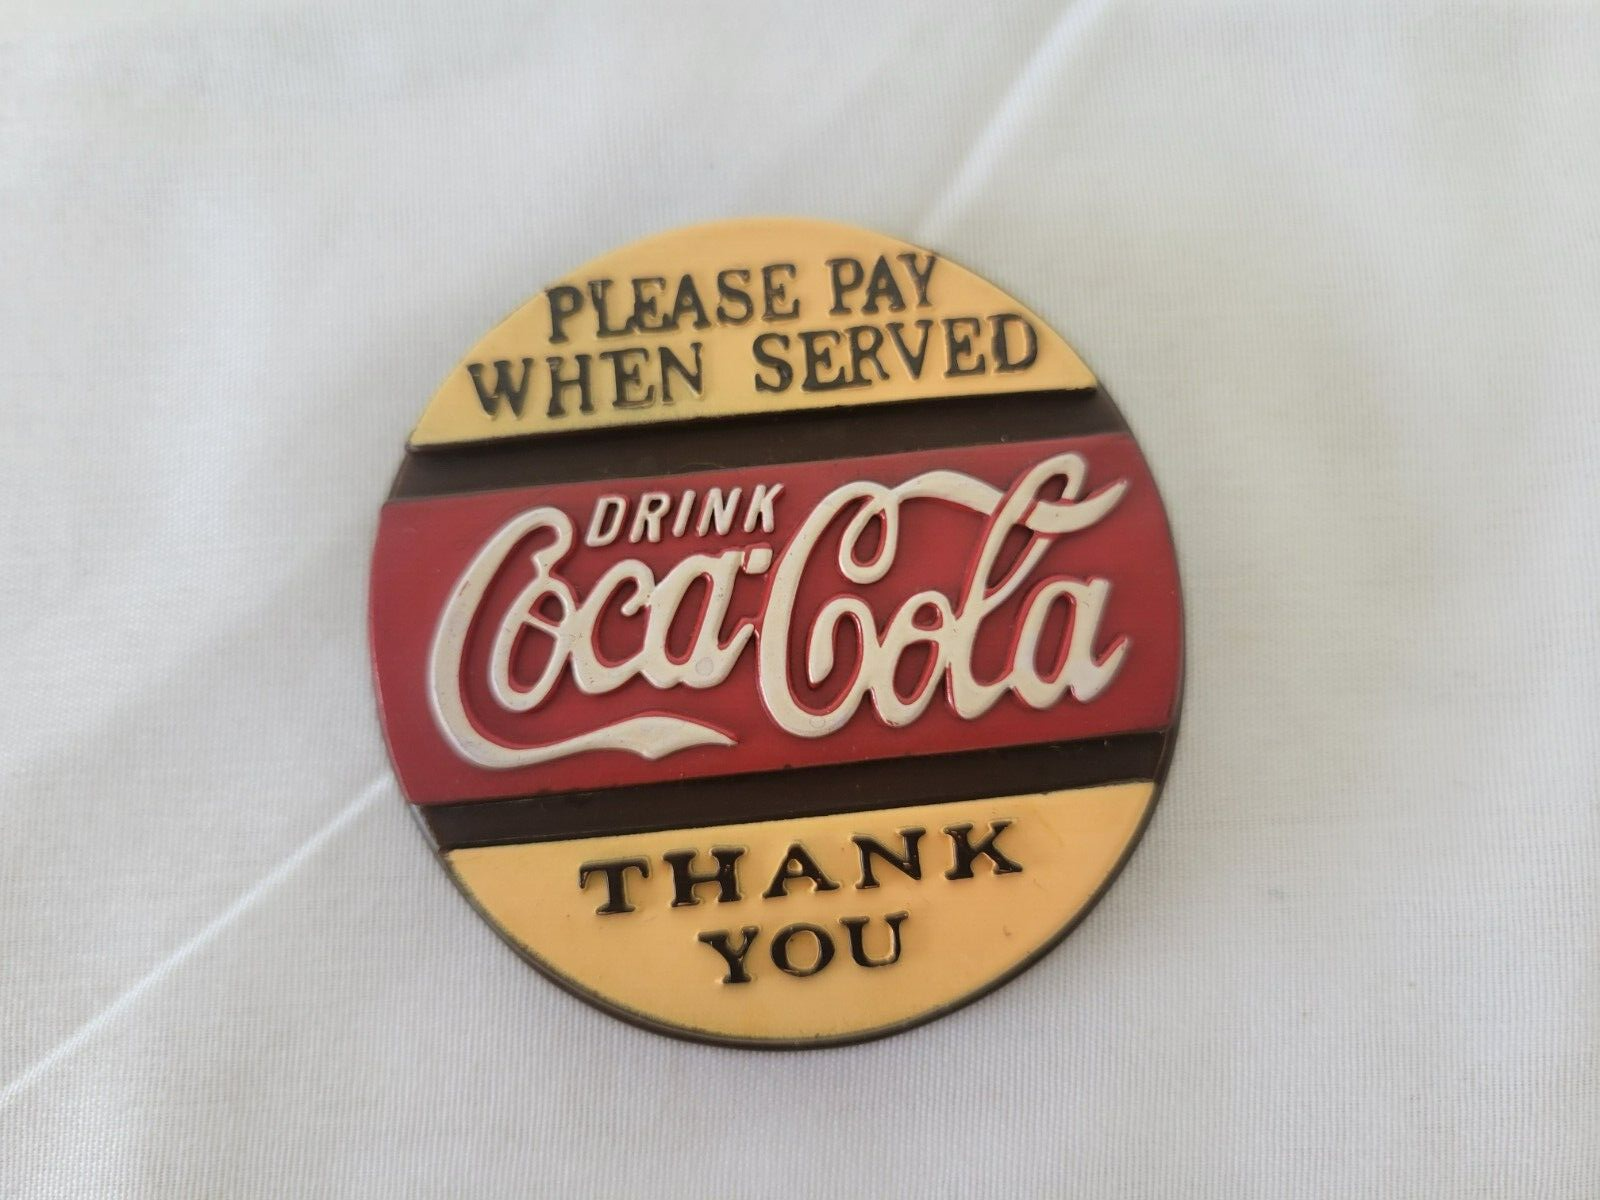 PLEASE PAY
WHEN SERVED
DRINK
Coca-Cola
THANK
YOU